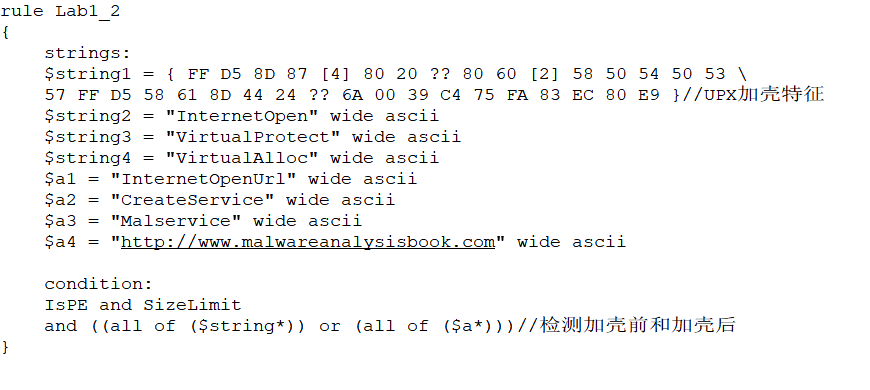 rule Lab1_2
{
strings:
$string1 = { FF D5 8D 87 [4] 80 20 ?? 80 60 [2] 58 50 54 50 53 \
57 FF D5 58 61 8D 44 24 ?? 6A 00 39 C4 75 FA 83 EC 80 E9 }//UPX加壳特征
$string2 = "InternetOpen" wide ascii
$string3 = "VirtualProtect" wide ascii
$string4 = "VirtualAlloc" wide ascii
$a1 = "InternetOpenUrl" wide ascii
$a2 = "CreateService" wide ascii
$a3 = "Malservice" wide ascii
$a4 = "http://www.malwareanalysisbook.com" wide ascii
condition:
IsPE and SizeLimit
and ((all of ($string*)) or (all of ($a*)))//检测加壳前和加壳后
}